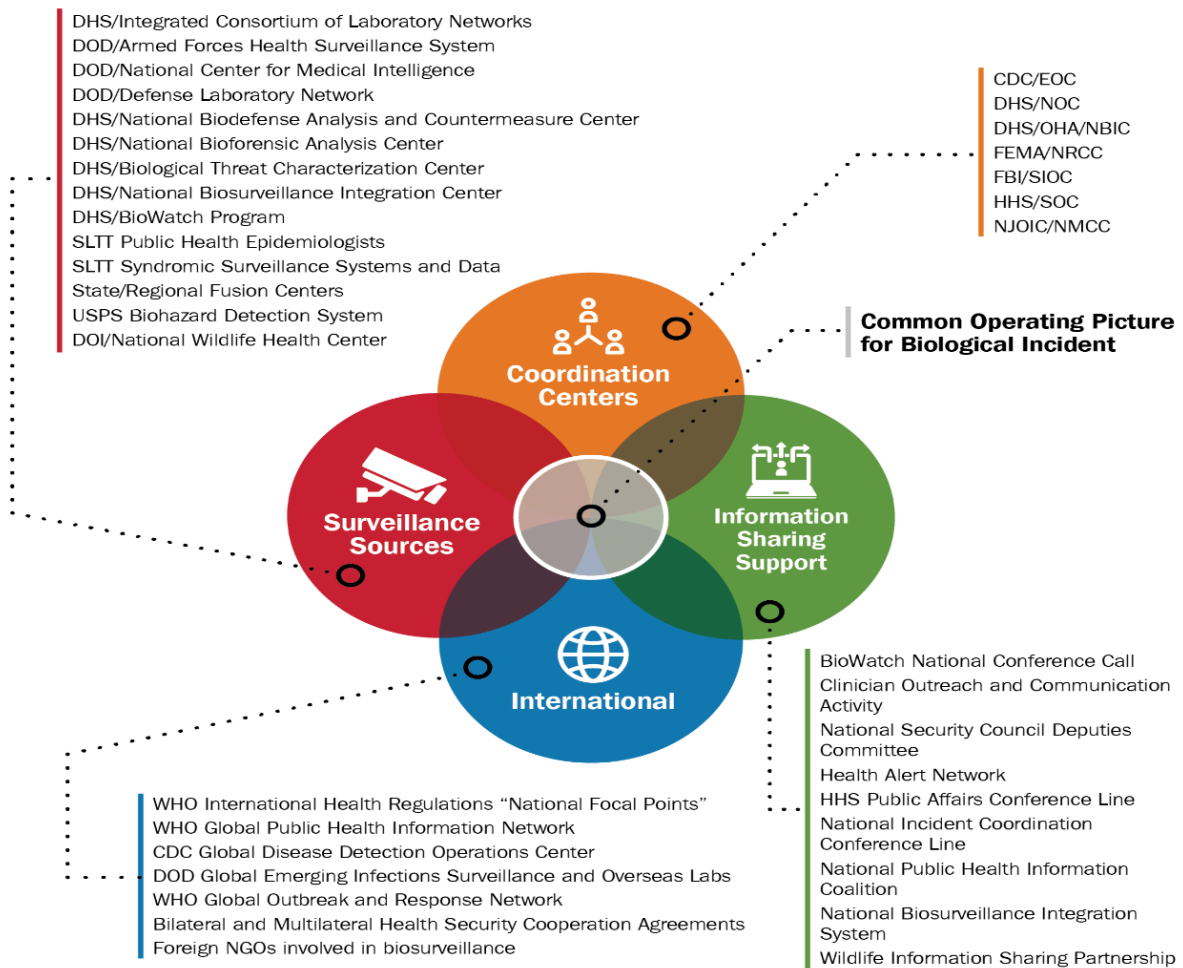 DHS/Integrated Consortium of Laboratory Networks
DOD/Armed Forces Health Surveillance System
DOD/National Center for Medical Intelligence
DOD/Defense Laboratory Network
DHS/National Biodefense Analysis and Countermeasure Center
DHS/National Bioforensic Analysis Center
DHS/Biological Threat Characterization Center
DHS/National Biosurveillance Integration Center
DHS/BioWatch Program
SLTT Public Health Epidemiologists
SLTT Syndromic Surveillance Systems and Data
State/Regional Fusion Centers
USPS Biohazard Detection System
DOI/National Wildlife Health Center
CDC/EOC
DHS/NOC
DHS/OHA/NBIC
FEMA/NRCC
FBI/SIOC
HHS/SOC
NJOIC/NMCC
Common Operating Picture
for Biological Incident
Coordination
Centers
Surveillance
Sources
Information
Sharing
Support
International
WHO International Health Regulations “National Focal Points”
WHO Global Public Health Information Network
CDC Global Disease Detection Operations Center
DOD Global Emerging Infections Surveillance and Overseas Labs
WHO Global Outbreak and Response Network
Bilateral and Multilateral Health Security Cooperation Agreements
Foreign NGOs involved in biosurveillance
BioWatch National Conference Call
Clinician Outreach and Communication
Activity
National Security Council Deputies
Committee
Health Alert Network
HHS Public Affairs Conference Line
National Incident Coordination
Conference Line
National Public Health Information
Coalition
National Biosurveillance Integration
System
Wildlife Information Sharing Partnership